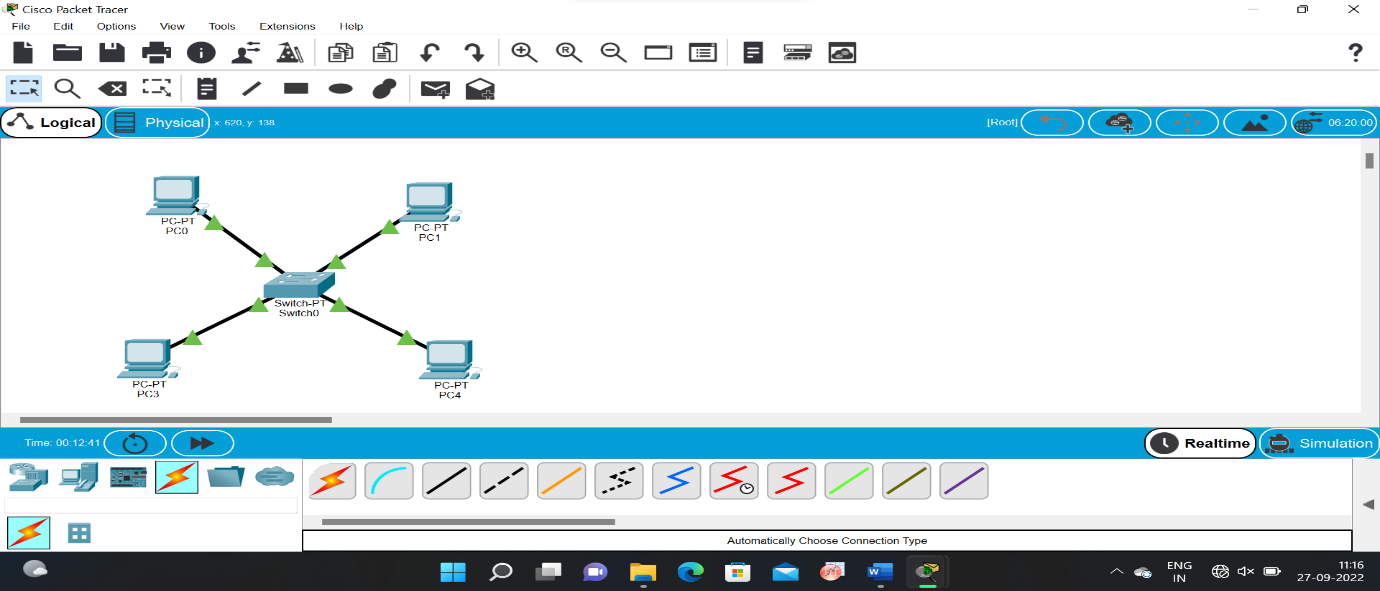 Cisco Packet Tracer
File Edit Options View Tools Extensions Help
Logical
Physical
x: 620, y: 138
[Root]
06:20:00
PC-PT
PC0
PC-PT
PC1
Switch-PT
Switch0
PC-PT
PC3
PC-PT
PC4
Time: 00:12:41
Realtime
Simulation
Automatically Choose Connection Type
ENG
IN
11:16
27-09-2022